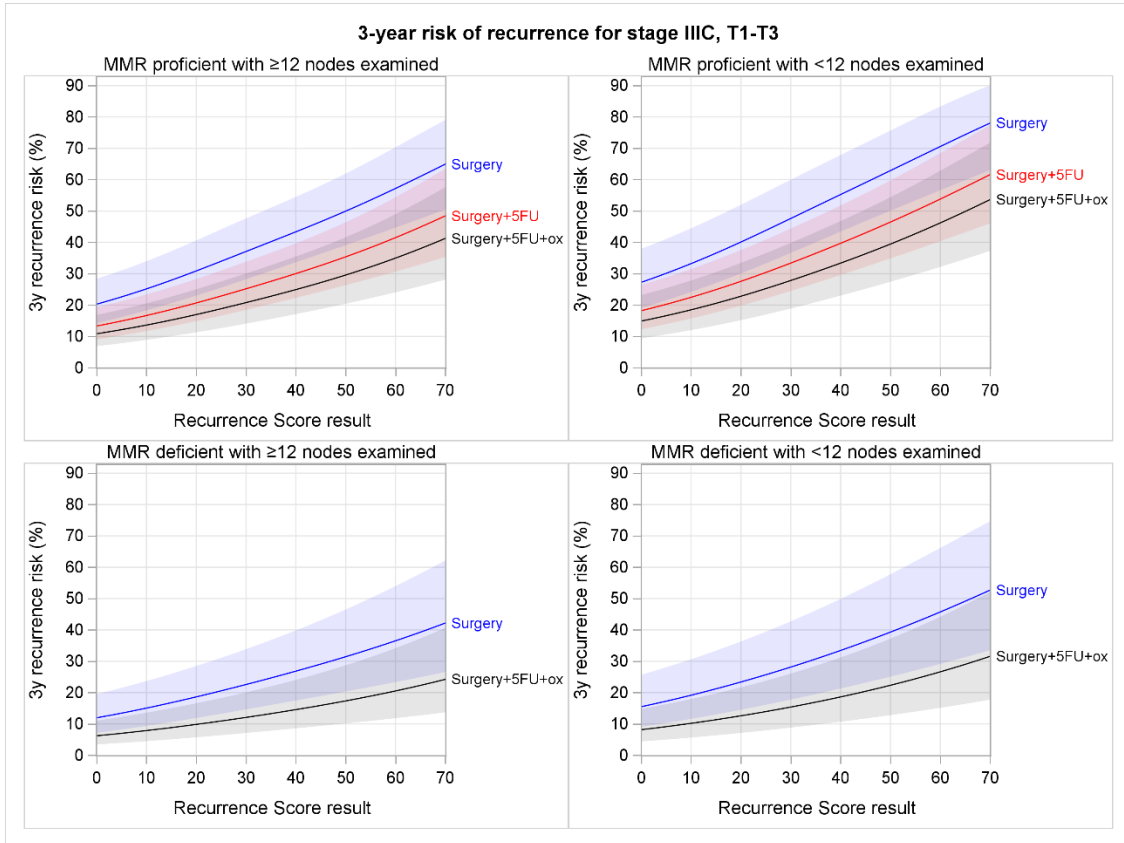 3-year risk of recurrence for stage IIIC, T1-T3
MMR proficient with ≥12 nodes examined
3y recurrence risk (%)
90
80
70
60
50
40
30
20
10
0
Surgery
Surgery+5FU
Surgery+5FU+ox
0 10 20 30 40 50 60 70
Recurrence Score result
MMR proficient with <12 nodes examined
3y recurrence risk (%)
90
80
70
60
50
40
30
20
10
0
Surgery
Surgery+5FU
Surgery+5FU+ox
0 10 20 30 40 50 60 70
Recurrence Score result
MMR deficient with ≥12 nodes examined
3y recurrence risk (%)
90
80
70
60
50
40
30
20
10
0
Surgery
Surgery+5FU+ox
0 10 20 30 40 50 60 70
Recurrence Score result
MMR deficient with <12 nodes examined
3y recurrence risk (%)
90
80
70
60
50
40
30
20
10
0
Surgery
Surgery+5FU+ox
0 10 20 30 40 50 60 70
Recurrence Score result